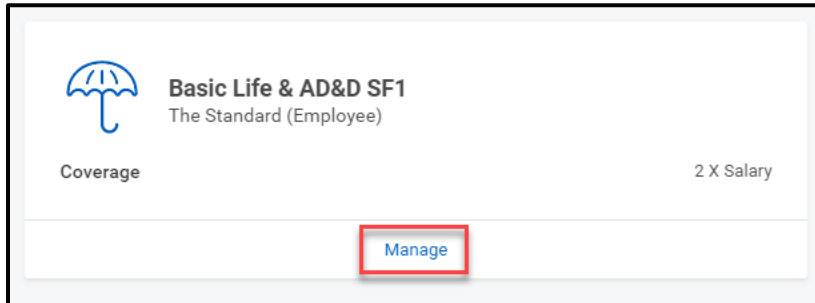 Basic Life & AD&D SF1
The Standard (Employee)
Coverage 2 X Salary
Manage